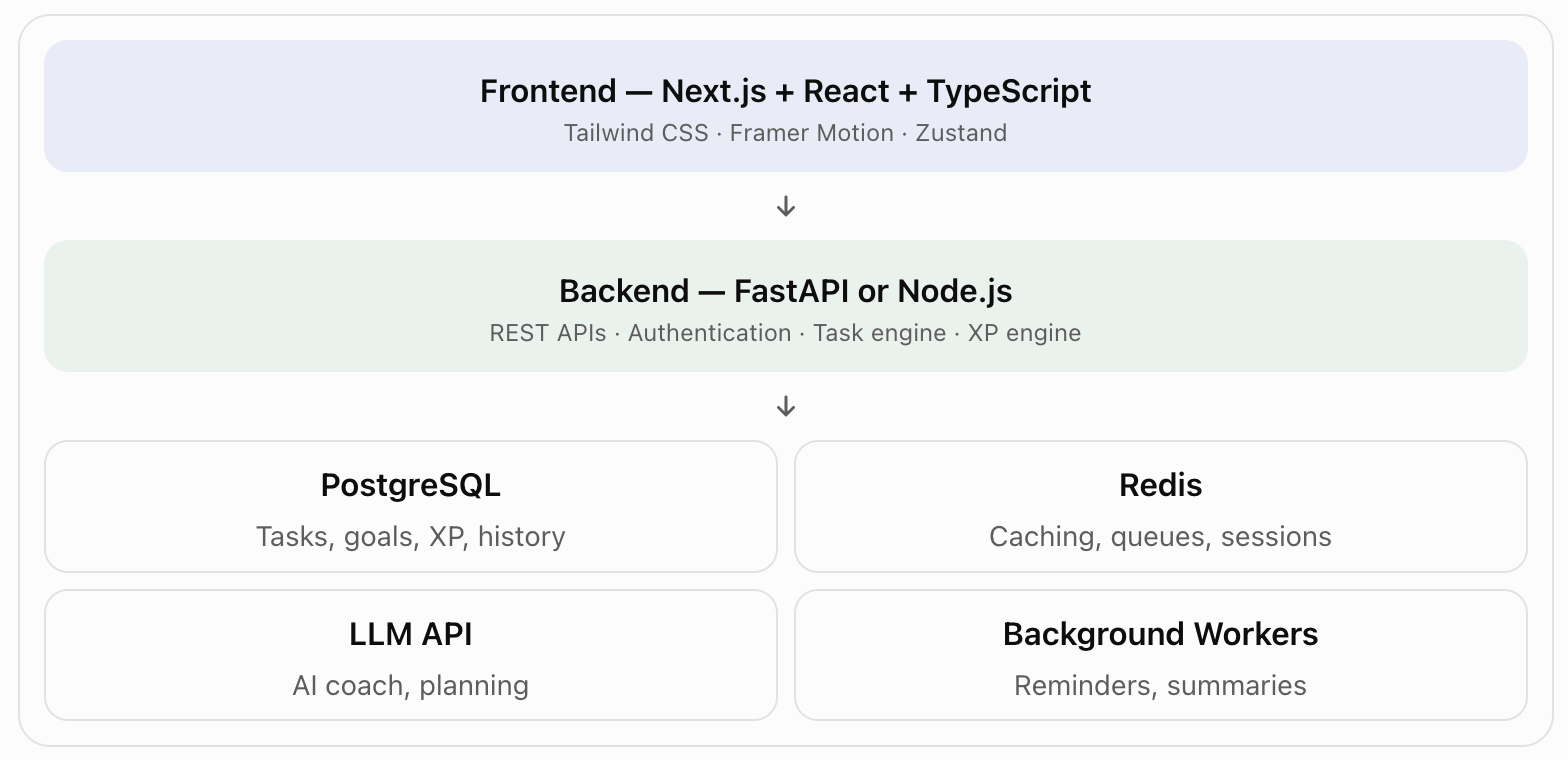 Frontend — Next.js + React + TypeScript
Tailwind CSS · Framer Motion · Zustand
↓
Backend — FastAPI or Node.js
REST APIs · Authentication · Task engine · XP engine
↓
PostgreSQL
Tasks, goals, XP, history
Redis
Caching, queues, sessions
LLM API
AI coach, planning
Background Workers
Reminders, summaries